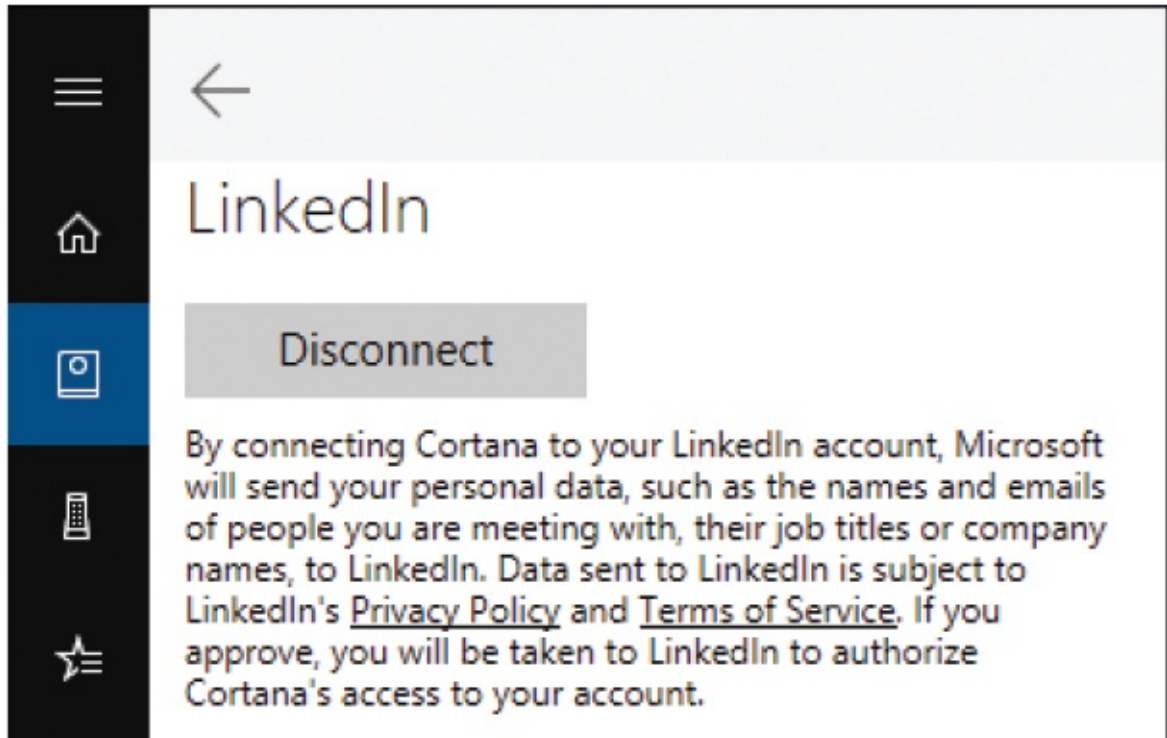 LinkedIn
Disconnect
By connecting Cortana to your LinkedIn account, Microsoft
will send your personal data, such as the names and emails
of people you are meeting with, their job titles or company
names, to LinkedIn. Data sent to LinkedIn is subject to
LinkedIn's Privacy Policy and Terms of Service. If you
approve, you will be taken to LinkedIn to authorize
Cortana's access to your account.